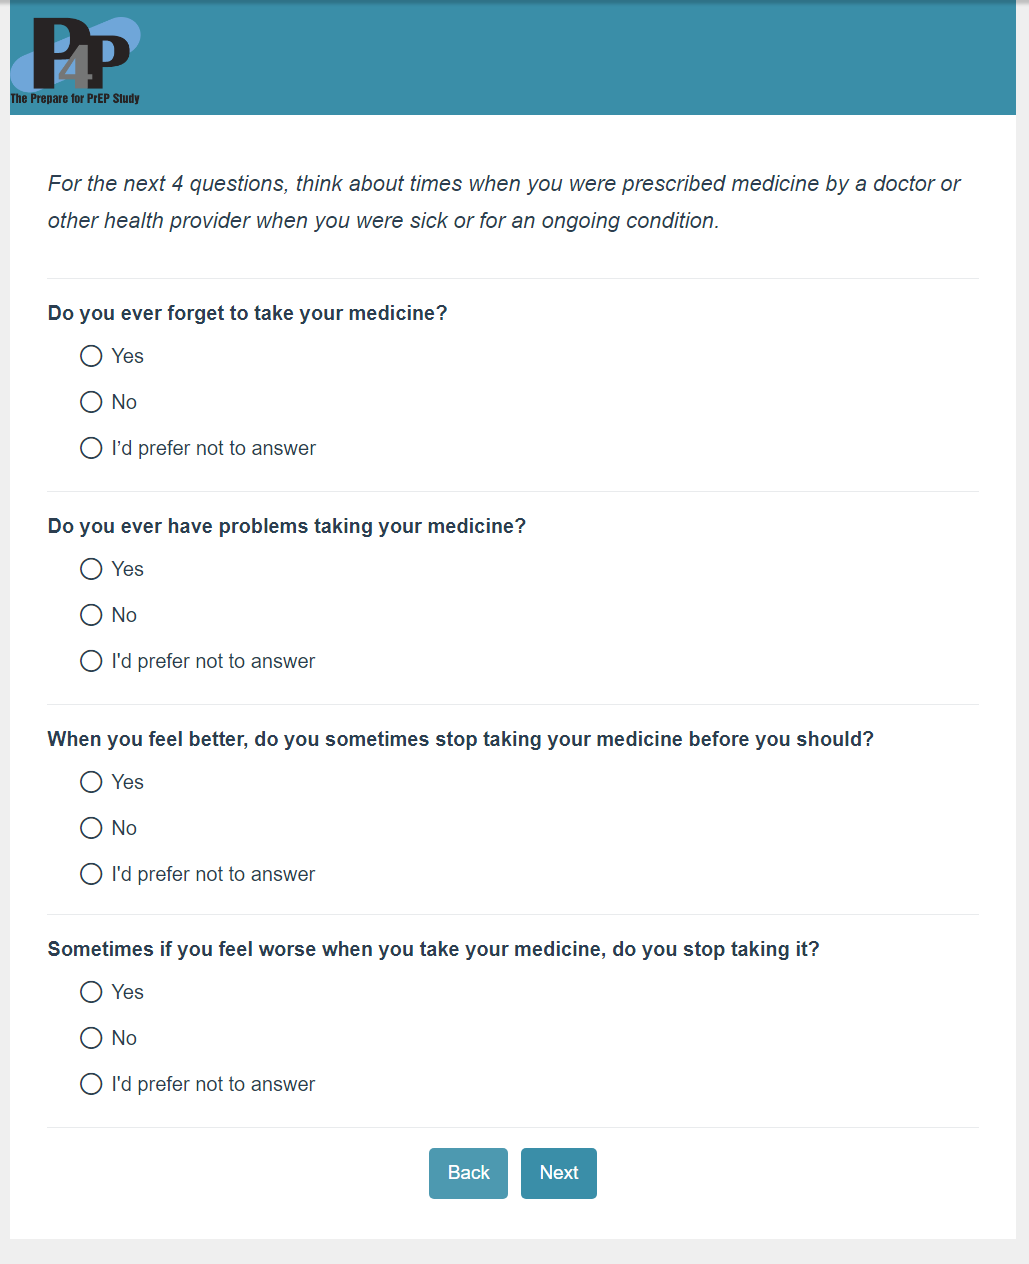 P4P
The Prepare for PrEP Study
For the next 4 questions, think about times when you were prescribed medicine by a doctor or
other health provider when you were sick or for an ongoing condition.
Do you ever forget to take your medicine?
Yes
No
I’d prefer not to answer
Do you ever have problems taking your medicine?
Yes
No
I'd prefer not to answer
When you feel better, do you sometimes stop taking your medicine before you should?
Yes
No
I'd prefer not to answer
Sometimes if you feel worse when you take your medicine, do you stop taking it?
Yes
No
I'd prefer not to answer
Back Next